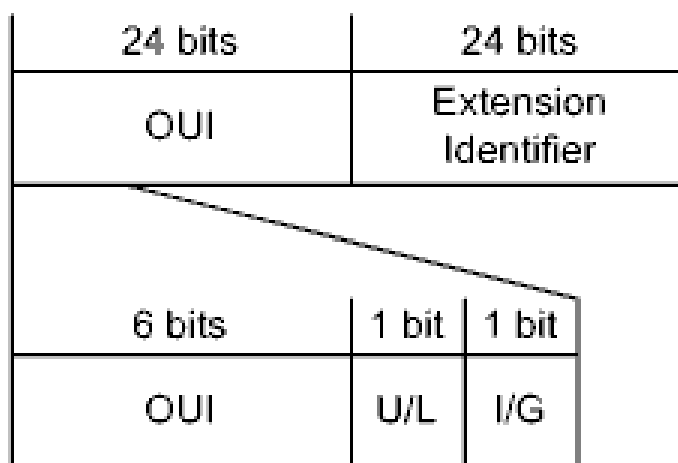 24 bits 24 bits
OUI Extension
Identifier
6 bits 1 bit 1 bit
OUI U/L I/G